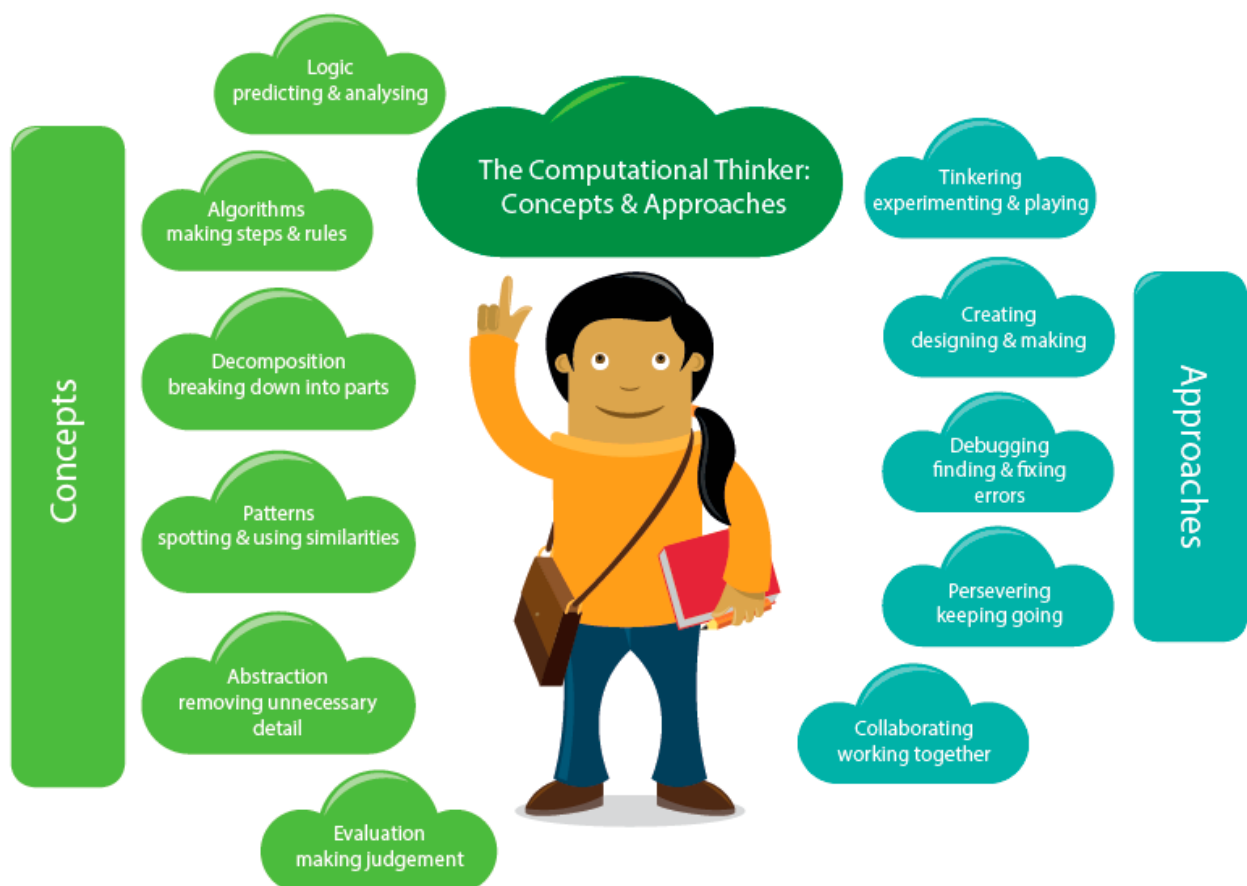 The Computational Thinker:
Concepts & Approaches
Concepts
Logic
predicting & analysing
Algorithms
making steps & rules
Decomposition
breaking down into parts
Patterns
spotting & using similarities
Abstraction
removing unnecessary
detail
Evaluation
making judgement
Approaches
Tinkering
experimenting & playing
Creating
designing & making
Debugging
finding & fixing
errors
Persevering
keeping going
Collaborating
working together